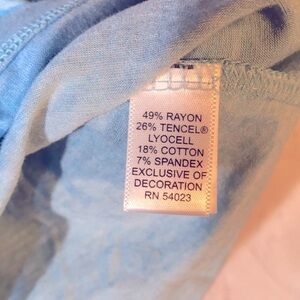 49% RAYON
26% TENCEL®
LYOCELL
18% COTTON
7% SPANDEX
EXCLUSIVE OF
DECORATION
RN 54023